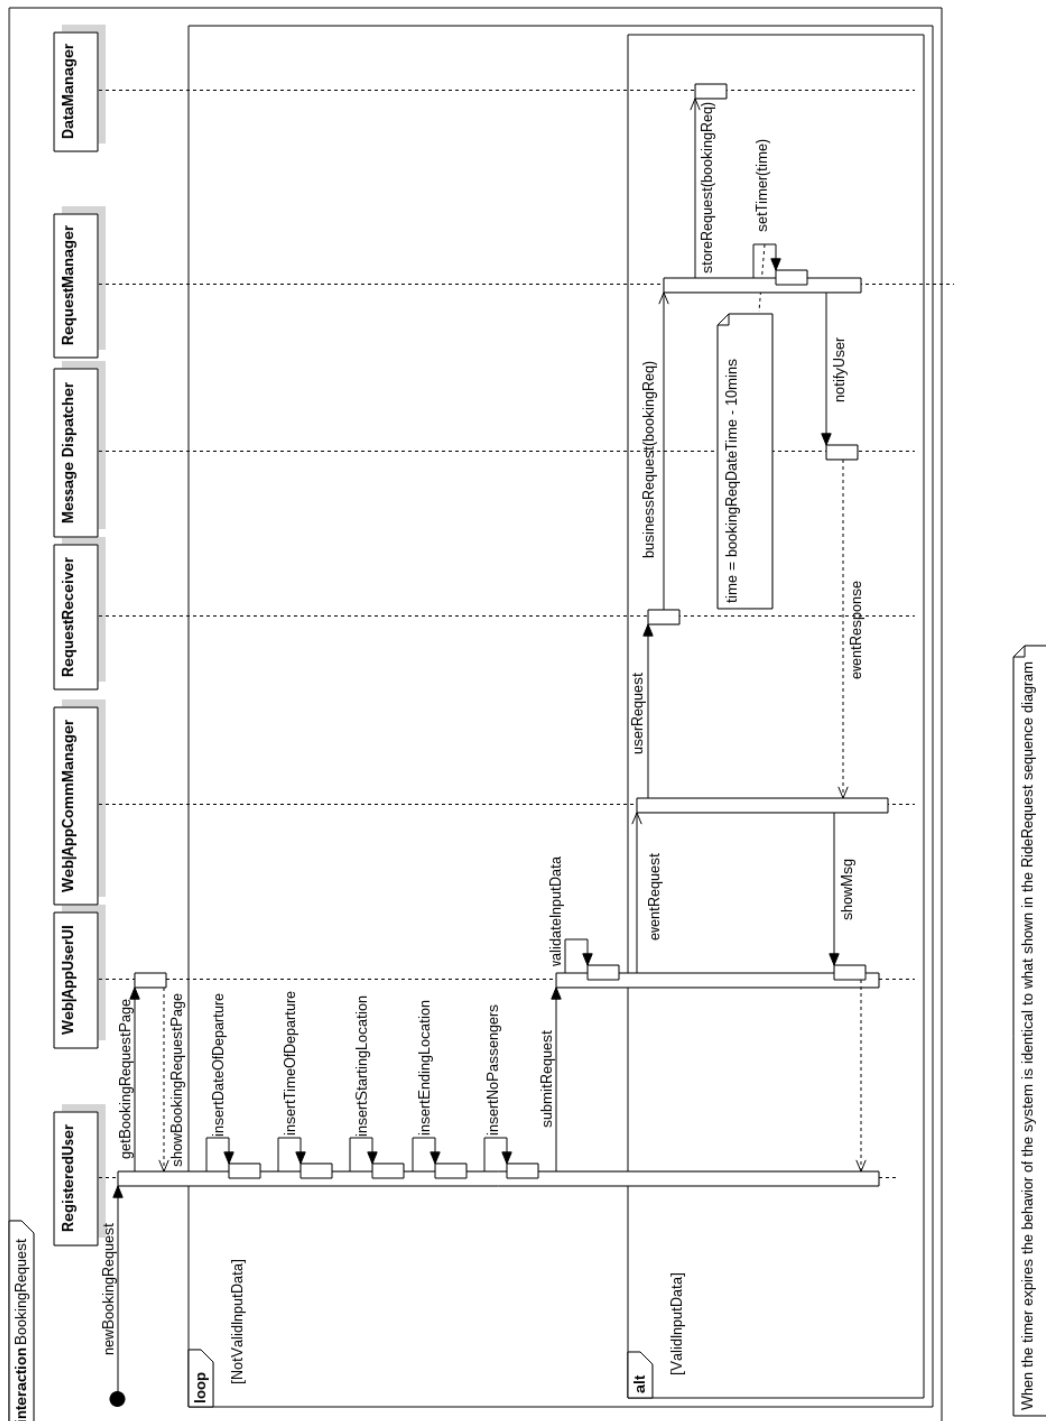 interaction BookingRequest
RegisteredUser
Web|AppUserUI
Web|AppCommManager
RequestReceiver
Message Dispatcher
RequestManager
DataManager
newBookingRequest
getBookingRequestPage
showBookingRequestPage
loop
[NotValidInputData]
insertDateOfDeparture
insertTimeOfDeparture
insertStartingLocation
insertEndingLocation
insertNoPassengers
submitRequest
validateInputData
alt
[ValidInputData]
eventRequest
userRequest
businessRequest(bookingReq)
storeRequest(bookingReq)
time = bookingReqDateTime - 10mins
setTimer(time)
notifyUser
eventResponse
showMsg
When the timer expires the behavior of the system is identical to what shown in the RideRequest sequence diagram